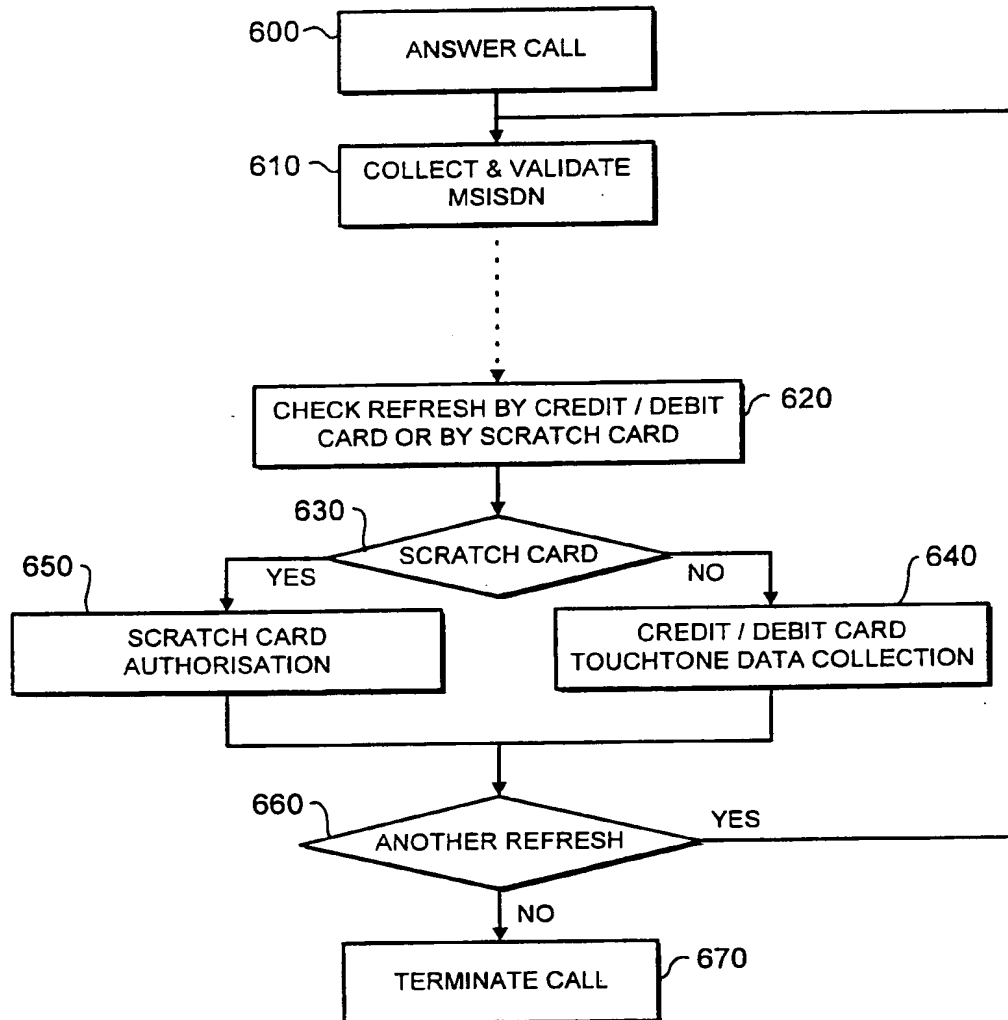 600
ANSWER CALL
610
COLLECT & VALIDATE
MSISDN
CHECK REFRESH BY CREDIT / DEBIT
CARD OR BY SCRATCH CARD
620
630
SCRATCH CARD
YES
NO
650
640
SCRATCH CARD
AUTHORISATION
CREDIT / DEBIT CARD
TOUCHTONE DATA COLLECTION
660
ANOTHER REFRESH
YES
NO
TERMINATE CALL
670